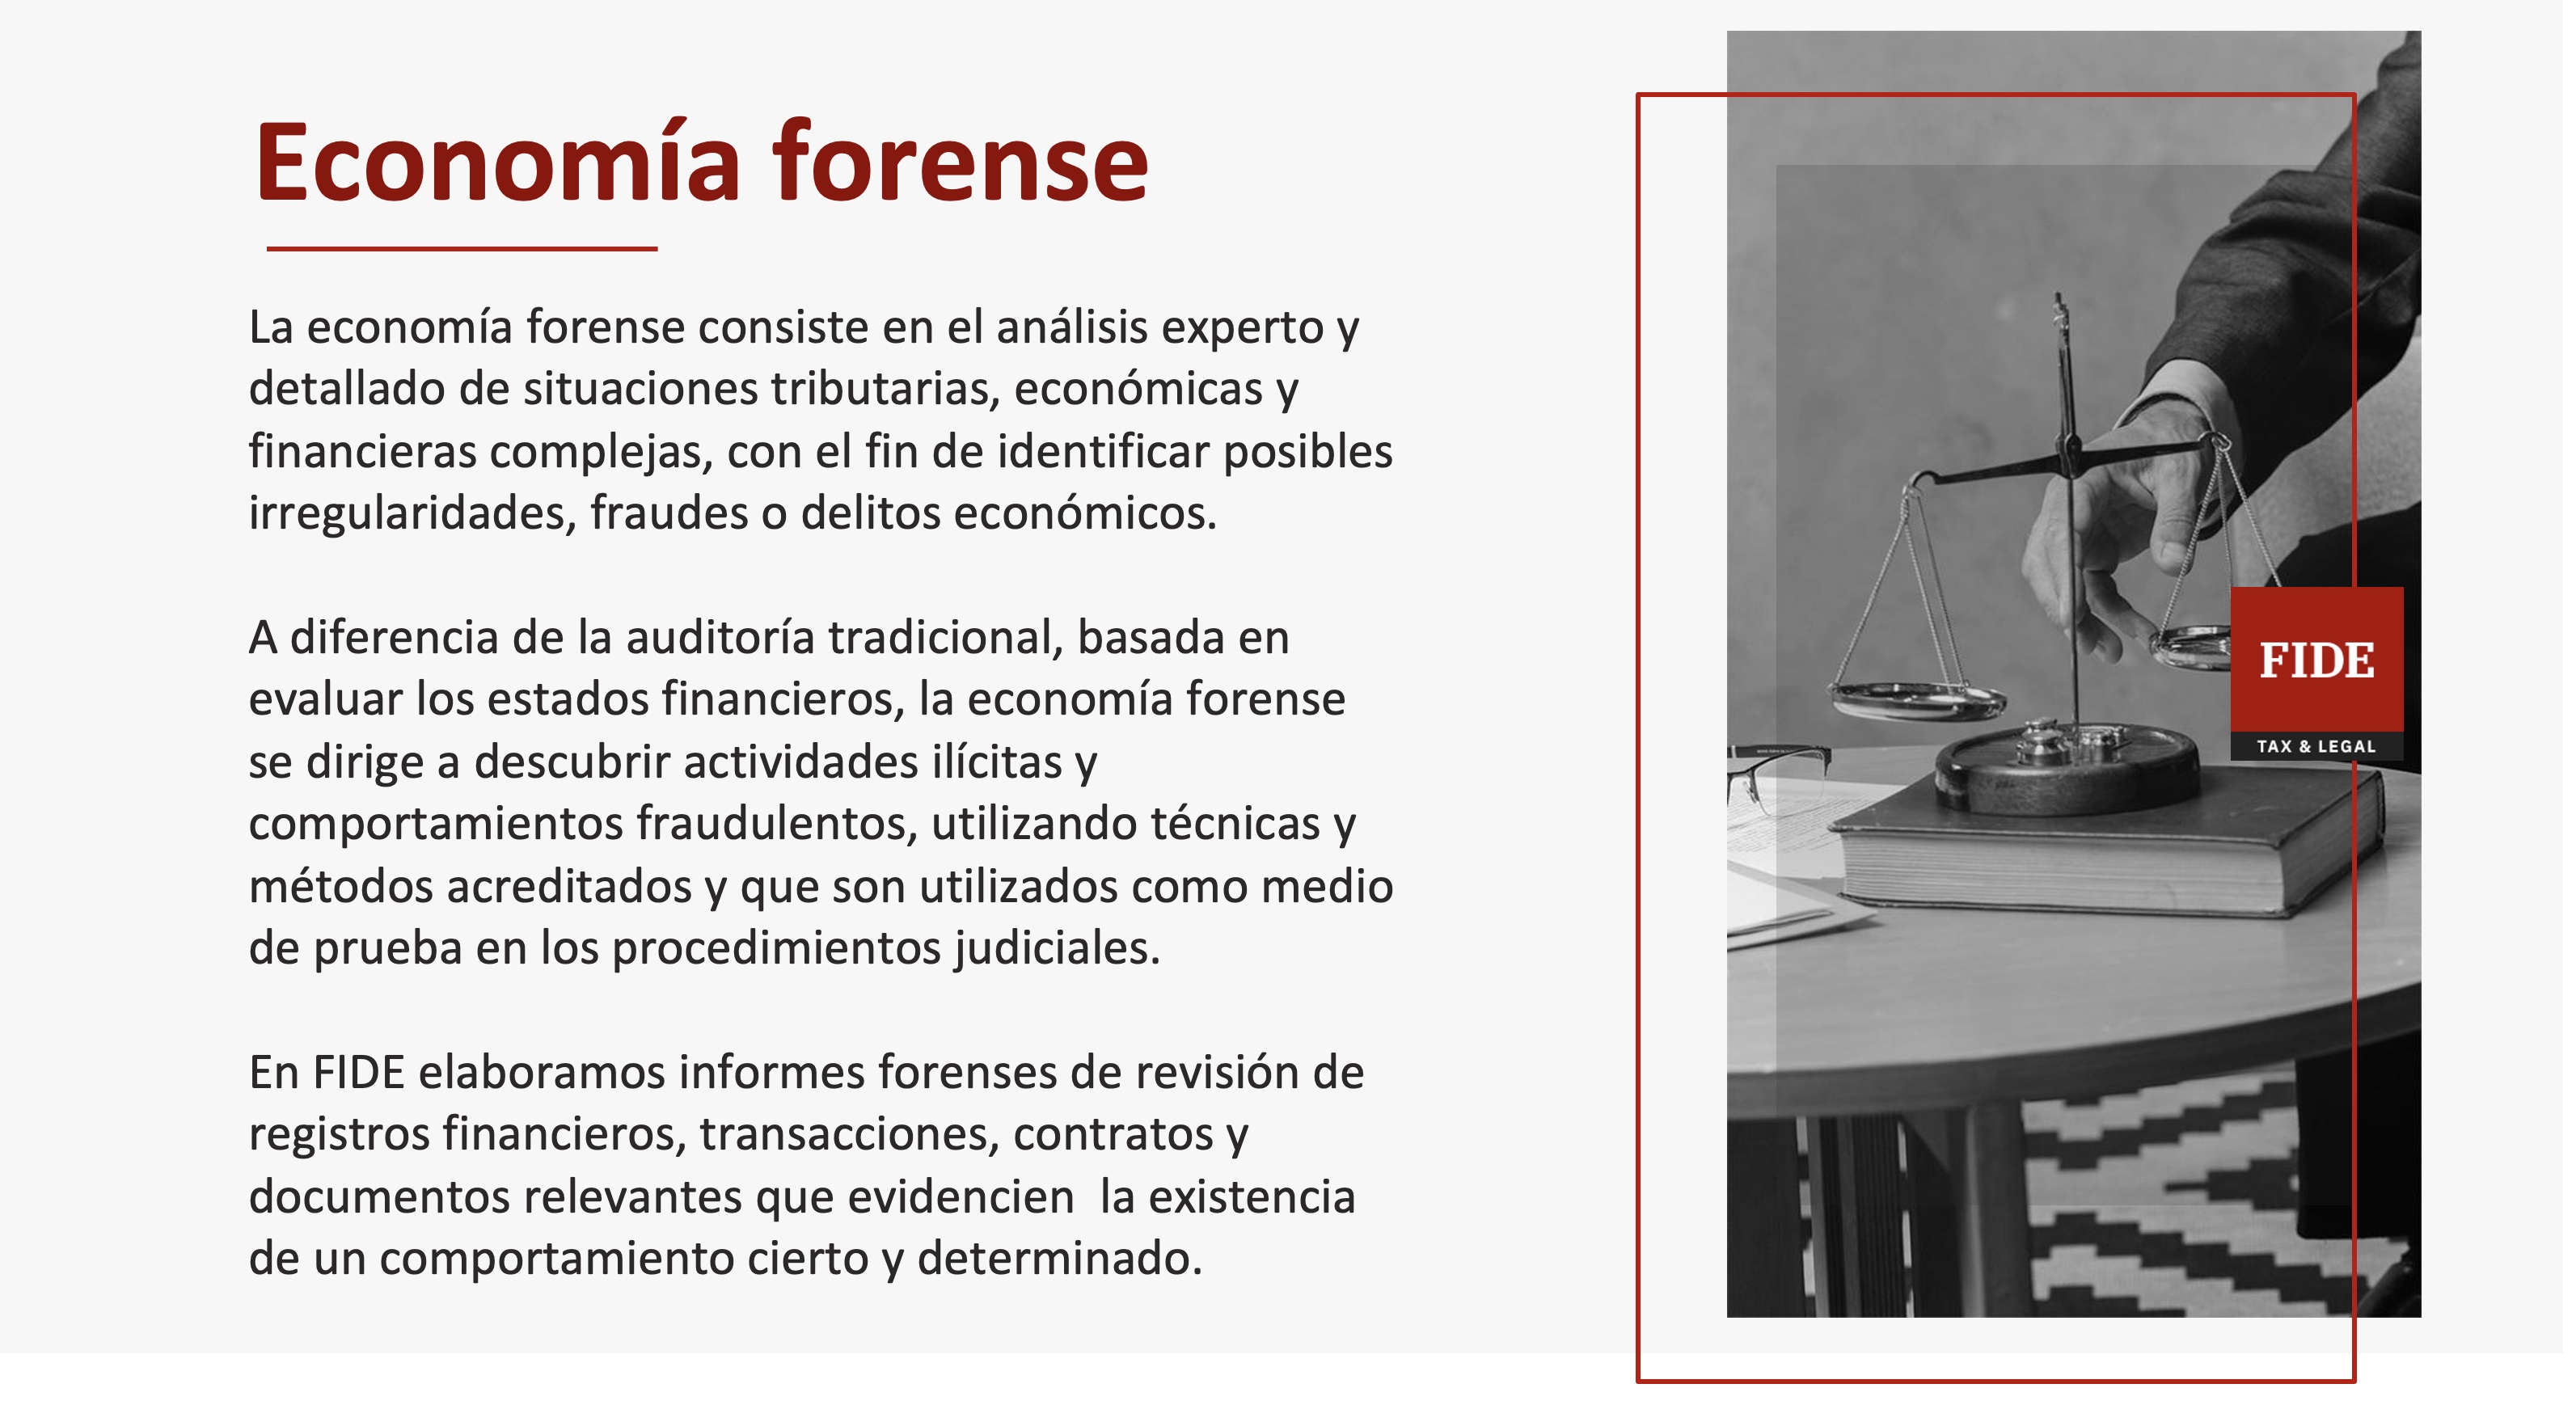 Economía forense
La economía forense consiste en el análisis experto y
detallado de situaciones tributarias, económicas y
financieras complejas, con el fin de identificar posibles
irregularidades, fraudes o delitos económicos.
A diferencia de la auditoría tradicional, basada en
evaluar los estados financieros, la economía forense
se dirige a descubrir actividades ilícitas y
comportamientos fraudulentos, utilizando técnicas y
métodos acreditados y que son utilizados como medio
de prueba en los procedimientos judiciales.
En FIDE elaboramos informes forenses de revisión de
registros financieros, transacciones, contratos y
documentos relevantes que evidencien  la existencia
de un comportamiento cierto y determinado.
FIDE
TAX & LEGAL